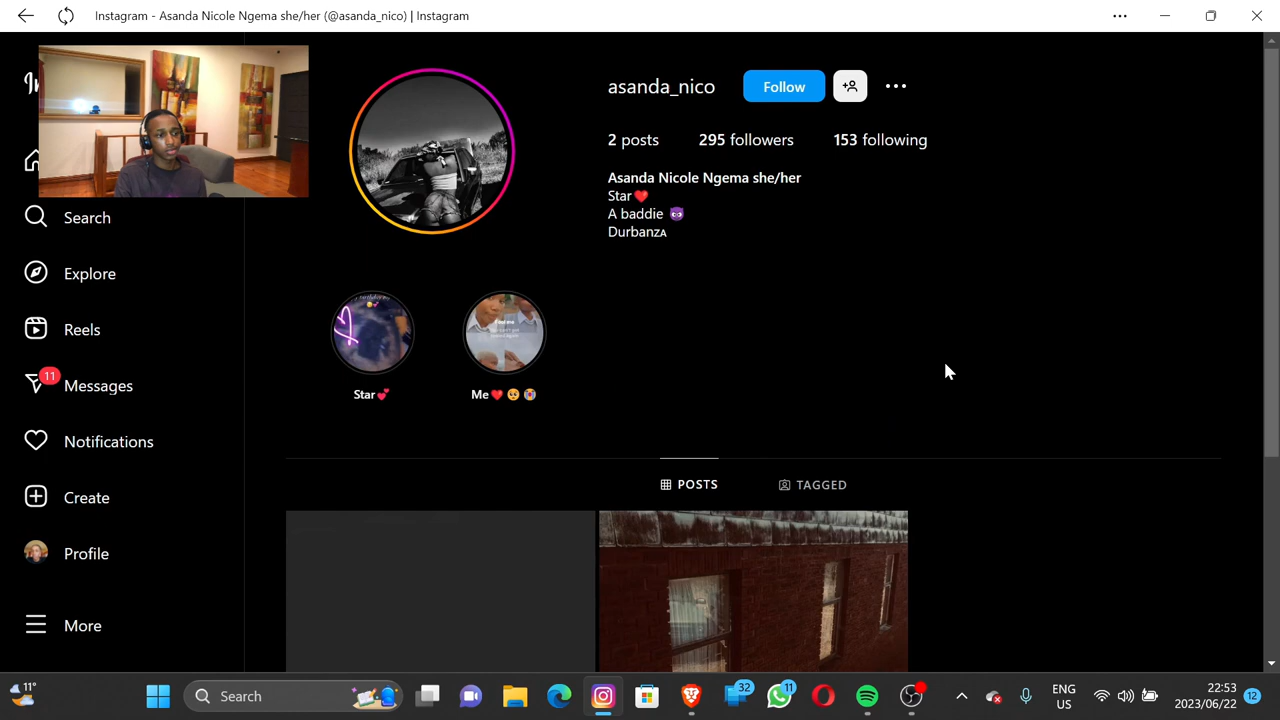 Instagram - Asanda Nicole Ngema she/her (@asanda_nico) | Instagram
asanda_nico
Follow
2 posts 295 followers 153 following
Asanda Nicole Ngema she/her
Star❤️
A baddie 😈
Durbanzᴀ
Search
Explore
Reels
11
Messages
Notifications
Create
Profile
More
Star💕
Me❤️🥺😭
POSTS
TAGGED
11°
Search
32
11
ENG
US
22:53
2023/06/22
12